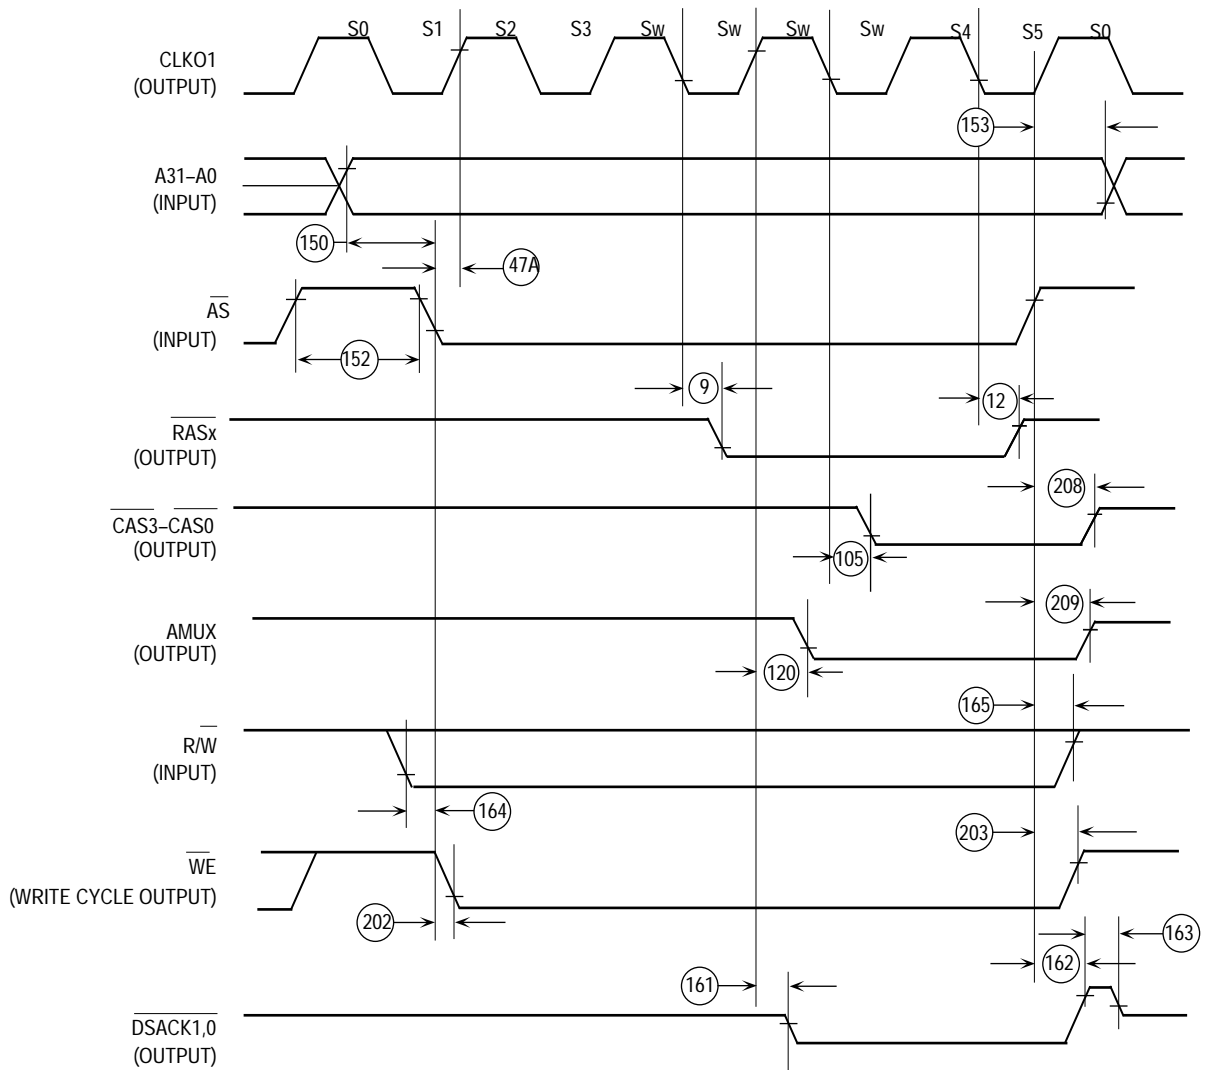 S0 S1 S2 S3 Sw Sw Sw Sw S4 S5 S0
CLKO1
(OUTPUT)
153
A31–A0
(INPUT)
150
47A
AS
(INPUT)
152
9
12
RASx
(OUTPUT)
208
CAS3–CAS0
(OUTPUT)
105
209
AMUX
(OUTPUT)
120
165
R/W
(INPUT)
164
203
WE
(WRITE CYCLE OUTPUT)
202
163
162
161
DSACK1,0
(OUTPUT)